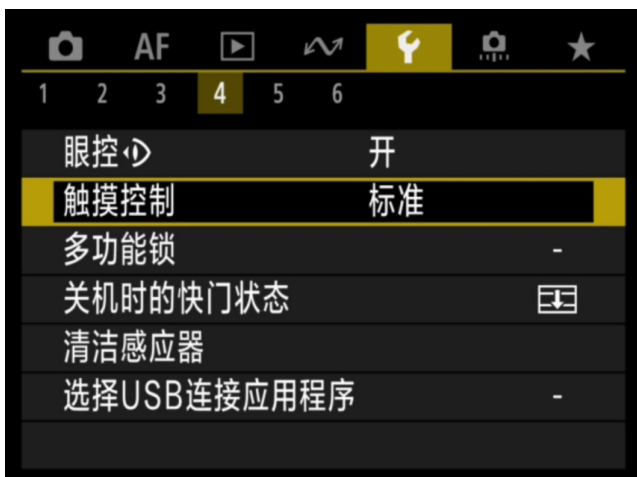 AF
1 2 3 4 5 6
眼控 开
触摸控制 标准
多功能锁 -
关机时的快门状态
清洁感应器
选择USB连接应用程序 -